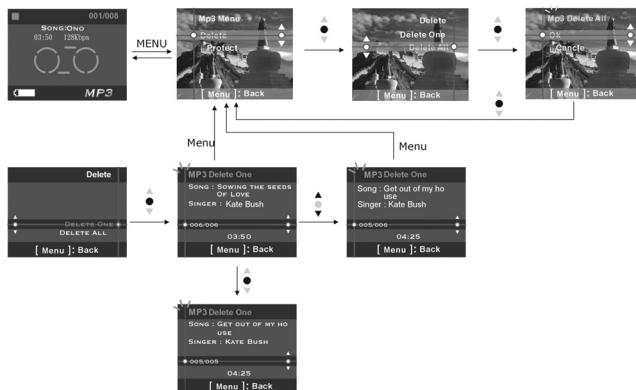 001/008
SONG:ONO
03:50 128Kbps
MP3
MENU
Mp3 Menu
Delete
Protect
[ Menu ]: Back
Delete
Delete One
Delete All
[ Menu ]: Back
Mp3 Delete All
Ok
Cancle
[ Menu ]: Back
Menu
Menu
Delete
DELETE ONE
DELETE ALL
[ Menu ]: Back
MP3 Delete One
SONG : SOWING THE SEEDS
OF LOVE
SINGER : KATE BUSH
006/006
03:50
[ Menu ]: Back
MP3 Delete One
Song : Get out of my ho
use
Singer : Kate Bush
005/006
04:25
[ Menu ]: Back
MP3 Delete One
SONG : GET OUT OF MY HO
USE
SINGER : KATE BUSH
005/005
04:25
[ Menu ]: Back